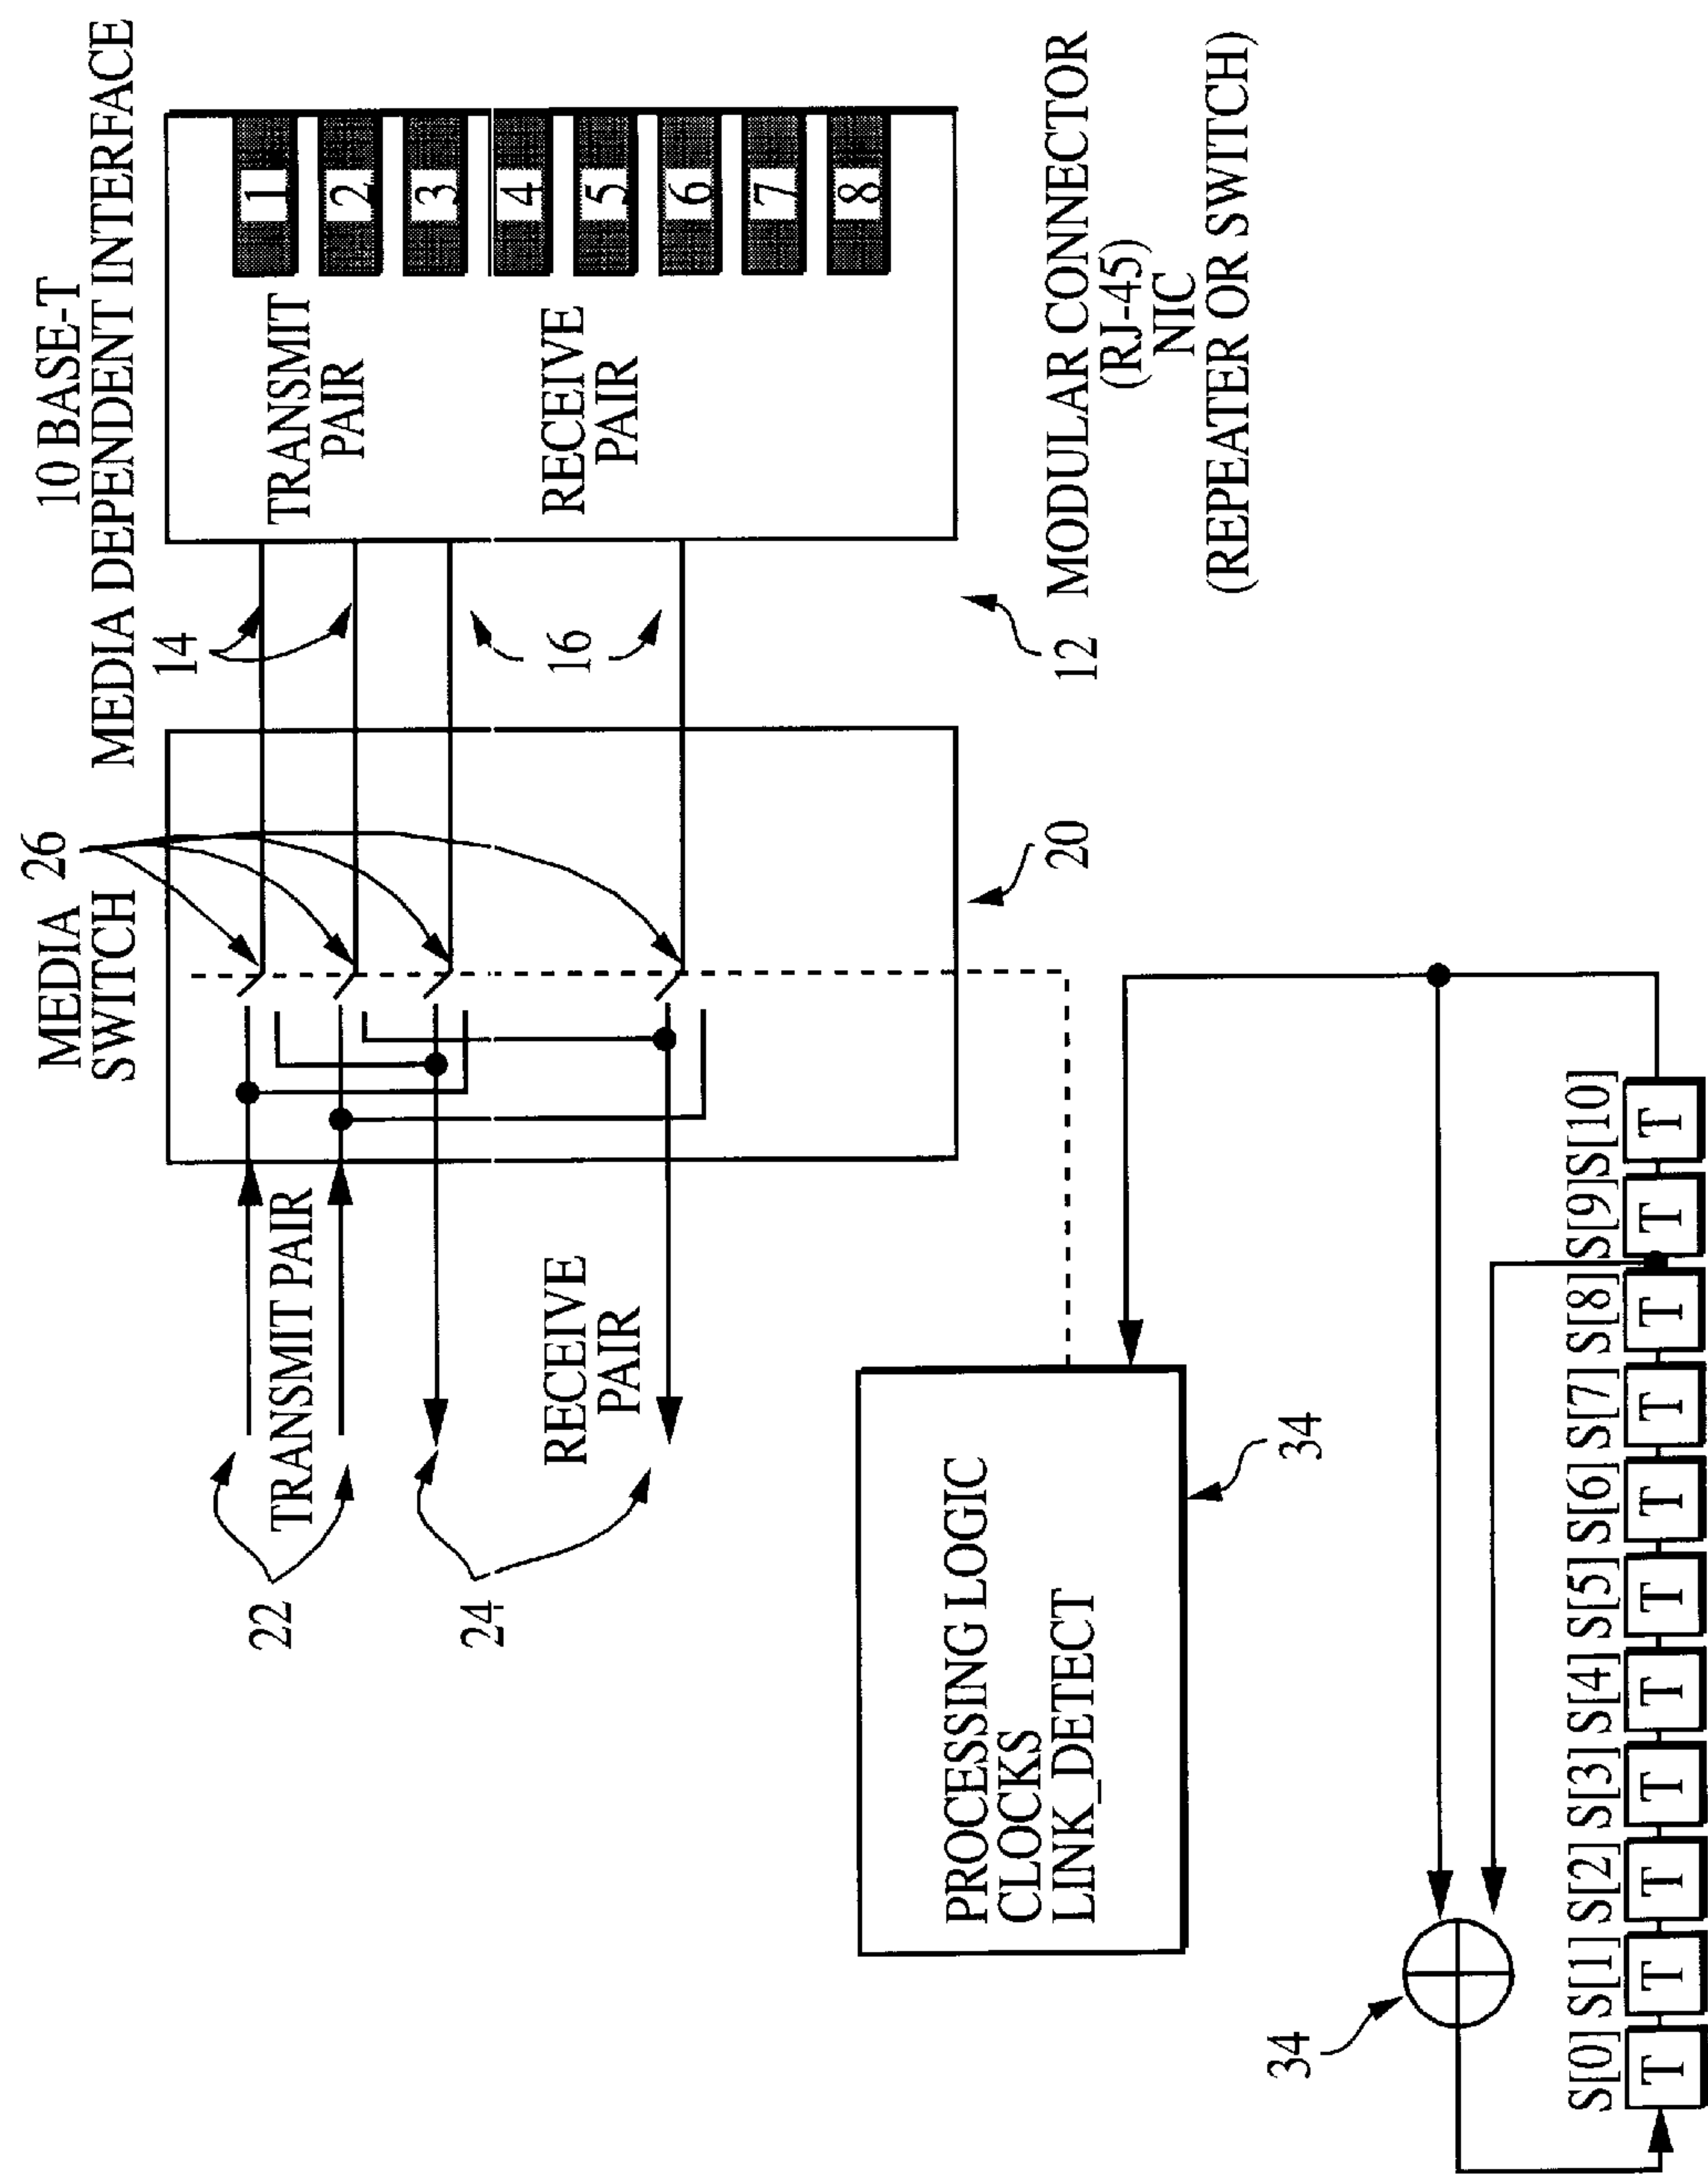 10 BASE-T
MEDIA DEPENDENT INTERFACE
MEDIA
SWITCH
26
14
22
TRANSMIT PAIR
TRANSMIT
PAIR
1
2
3
4
5
6
7
8
24
RECEIVE
PAIR
16
RECEIVE
PAIR
20
12
MODULAR CONNECTOR
(RJ-45)
NIC
(REPEATER OR SWITCH)
PROCESSING LOGIC
CLOCKS
LINK_DETECT
34
34
S[0] S[1] S[2] S[3] S[4] S[5] S[6] S[7] S[8] S[9] S[10]
T T T T T T T T T T T